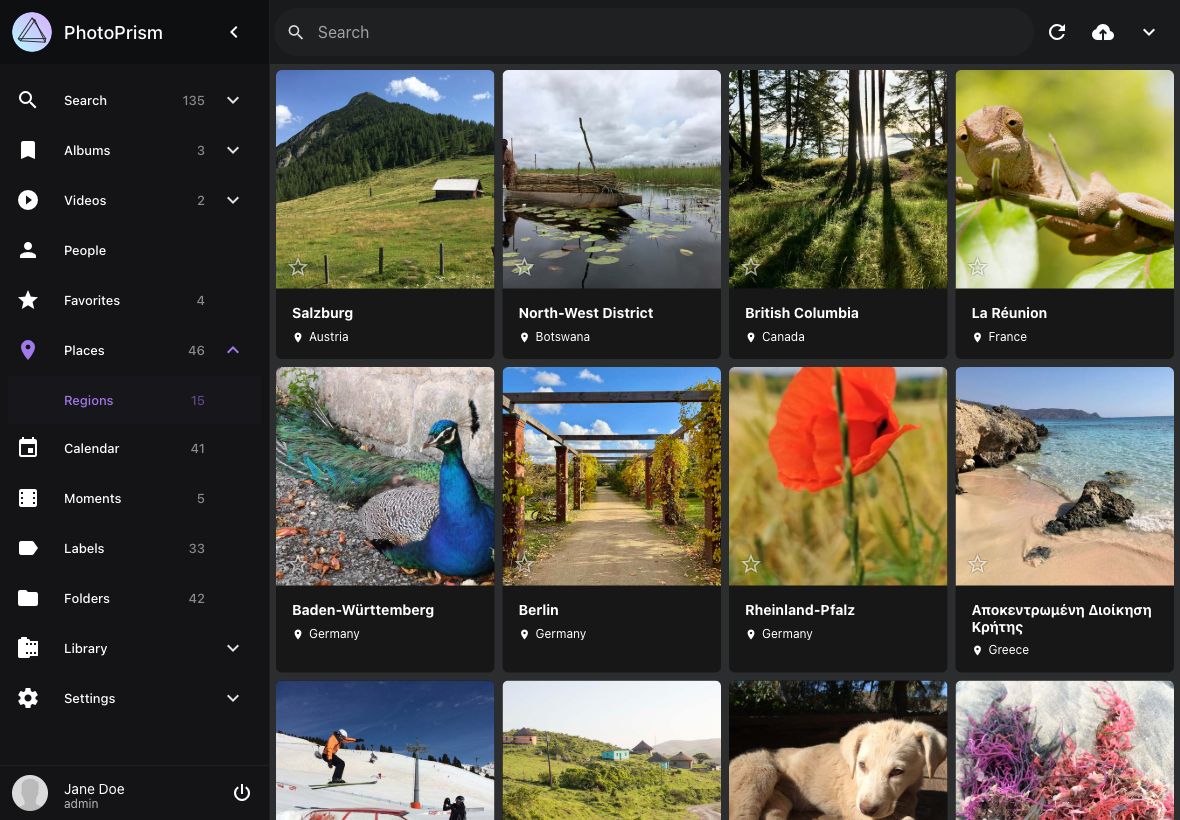 PhotoPrism
Search
Search 135
Albums 3
Videos 2
People
Favorites 4
Places 46
Regions 15
Calendar 41
Moments 5
Labels 33
Folders 42
Library
Settings
Jane Doe
admin
Salzburg
Austria
North-West District
Botswana
British Columbia
Canada
La Réunion
France
Baden-Württemberg
Germany
Berlin
Germany
Rheinland-Pfalz
Germany
Αποκεντρωμένη Διοίκηση
Κρήτης
Greece